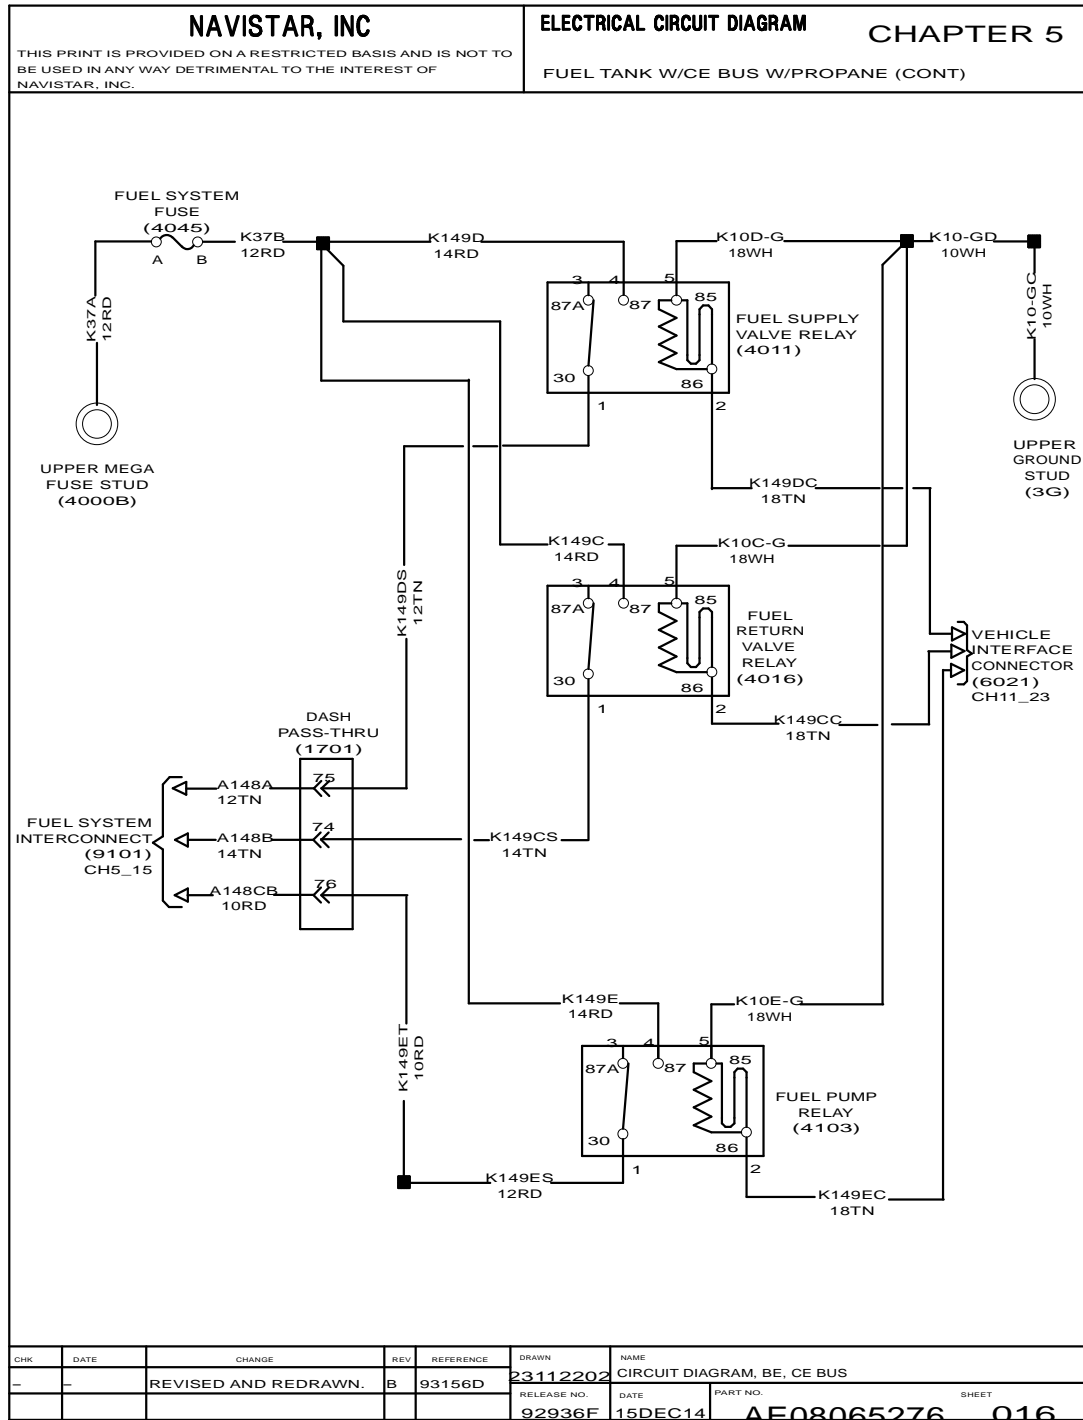 NAVISTAR, INC
THIS PRINT IS PROVIDED ON A RESTRICTED BASIS AND IS NOT TO
BE USED IN ANY WAY DETRIMENTAL TO THE INTEREST OF
NAVISTAR, INC.
ELECTRICAL CIRCUIT DIAGRAM
CHAPTER 5
FUEL TANK W/CE BUS W/PROPANE (CONT)
FUEL SYSTEM
FUSE
(4045)
A
B
K37B
12RD
K149D
14RD
K10D-G
18WH
K10-GD
10WH
K37A
12RD
K10-GC
10WH
3
4
5
87A
87
85
30
86
1
2
FUEL SUPPLY
VALVE RELAY
(4011)
UPPER MEGA
FUSE STUD
(4000B)
UPPER
GROUND
STUD
(3G)
K149DC
18TN
K149C
14RD
K10C-G
18WH
K149DS
12TN
3
4
5
87A
87
85
30
86
1
2
FUEL
RETURN
VALVE
RELAY
(4016)
VEHICLE
INTERFACE
CONNECTOR
(6021)
CH11_23
K149CC
18TN
DASH
PASS-THRU
(1701)
75
74
76
A148A
12TN
A148B
14TN
A148CB
10RD
FUEL SYSTEM
INTERCONNECT
(9101)
CH5_15
K149CS
14TN
K149E
14RD
K10E-G
18WH
K149ET
10RD
3
4
5
87A
87
85
30
86
1
2
FUEL PUMP
RELAY
(4103)
K149ES
12RD
K149EC
18TN
CHK
DATE
CHANGE
REV
REFERENCE
DRAWN
NAME
–
–
REVISED AND REDRAWN.
B
93156D
23112202
CIRCUIT DIAGRAM, BE, CE BUS
RELEASE NO.
DATE
PART NO.
SHEET
92936F
15DEC14
AE08065276
016